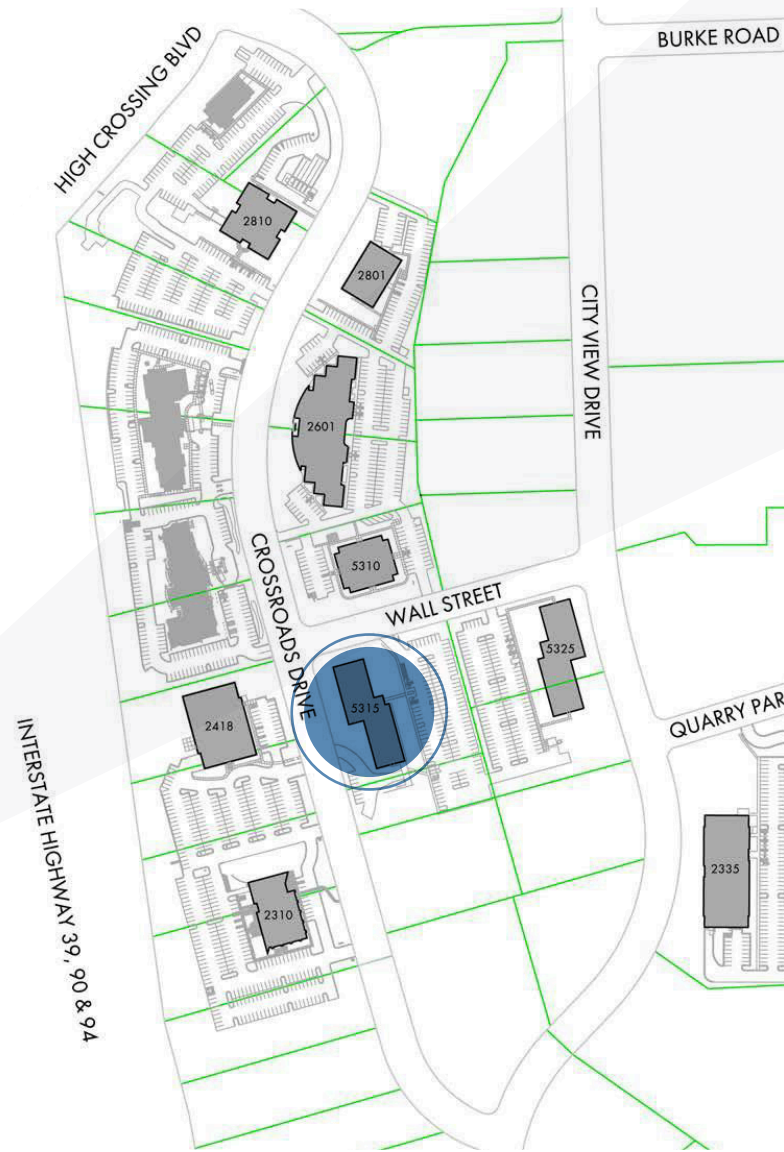 BURKE ROAD
HIGH CROSSING BLVD
2810
2801
CITY VIEW DRIVE
2601
CROSSROADS DRIVE
5310
WALL STREET
5325
5315
2418
QUARRY PAR
INTERSTATE HIGHWAY 39, 90 & 94
2335
2310